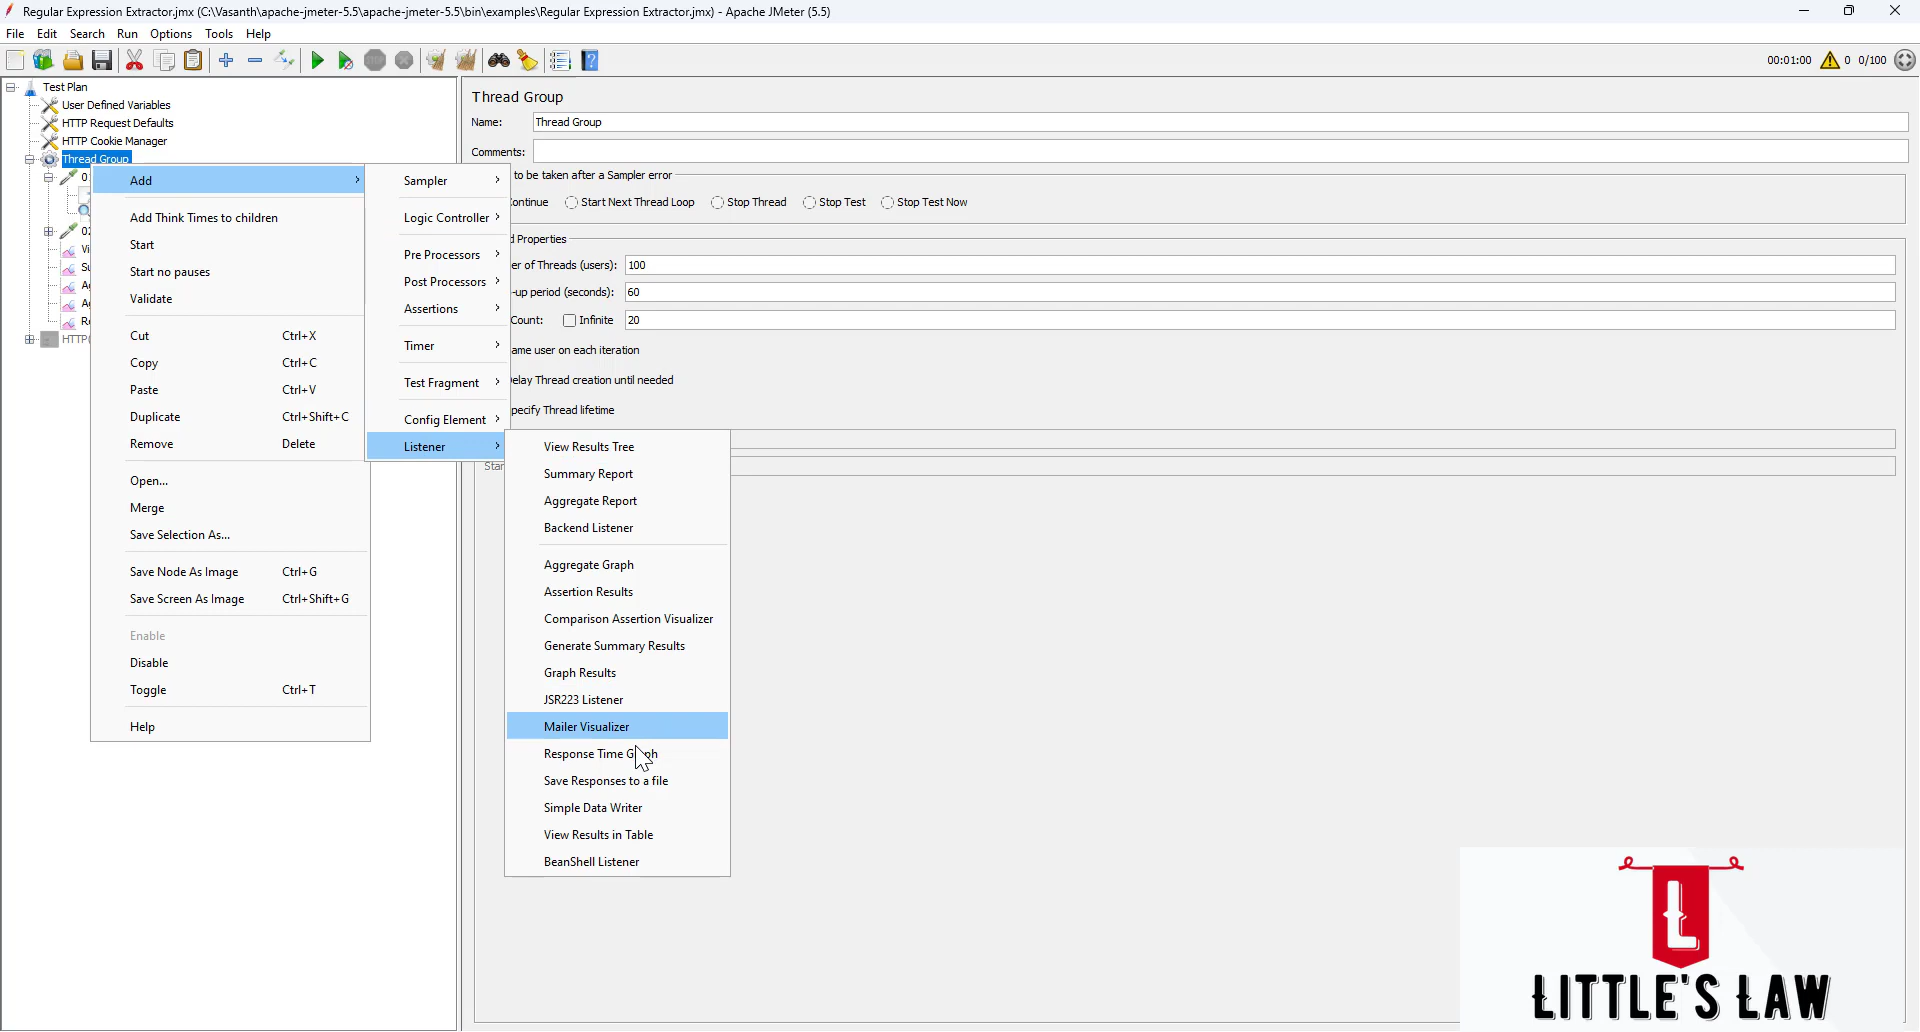 Regular Expression Extractor.jmx (C:\Vasanth\apache-jmeter-5.5\apache-jmeter-5.5\bin\examples\Regular Expression Extractor.jmx) - Apache JMeter (5.5)
File Edit Search Run Options Tools Help
00:01:00 0 0/100
Test Plan
User Defined Variables
HTTP Request Defaults
HTTP Cookie Manager
Thread Group
Thread Group
Name: Thread Group
Comments:
to be taken after a Sampler error
Start Next Thread Loop Stop Thread Stop Test Stop Test Now
Properties
of Threads (users): 100
-up period (seconds): 60
Count: Infinite 20
user on each iteration
Thread creation until needed
Thread lifetime
Add
Add Think Times to children
Start
Start no pauses
Validate
Cut Ctrl+X
Copy Ctrl+C
Paste Ctrl+V
Duplicate Ctrl+Shift+C
Remove Delete
Open...
Merge
Save Selection As...
Save Node As Image Ctrl+G
Save Screen As Image Ctrl+Shift+G
Enable
Disable
Toggle Ctrl+T
Help
Sampler
Logic Controller
Pre Processors
Post Processors
Assertions
Timer
Test Fragment
Config Element
Listener
View Results Tree
Summary Report
Aggregate Report
Backend Listener
Aggregate Graph
Assertion Results
Comparison Assertion Visualizer
Generate Summary Results
Graph Results
JSR223 Listener
Mailer Visualizer
Response Time
Save Responses to a file
Simple Data Writer
View Results in Table
BeanShell Listener
L
LITTLE'S LAW